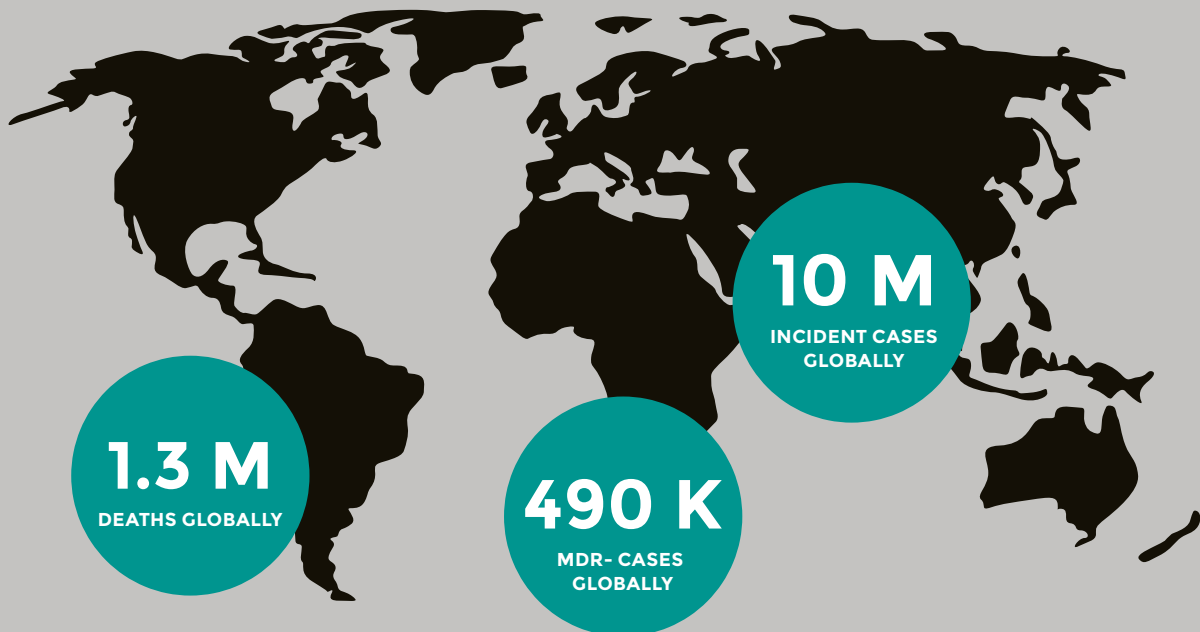 10 M
INCIDENT CASES
GLOBALLY
1.3 M
DEATHS GLOBALLY
490 K
MDR- CASES
GLOBALLY